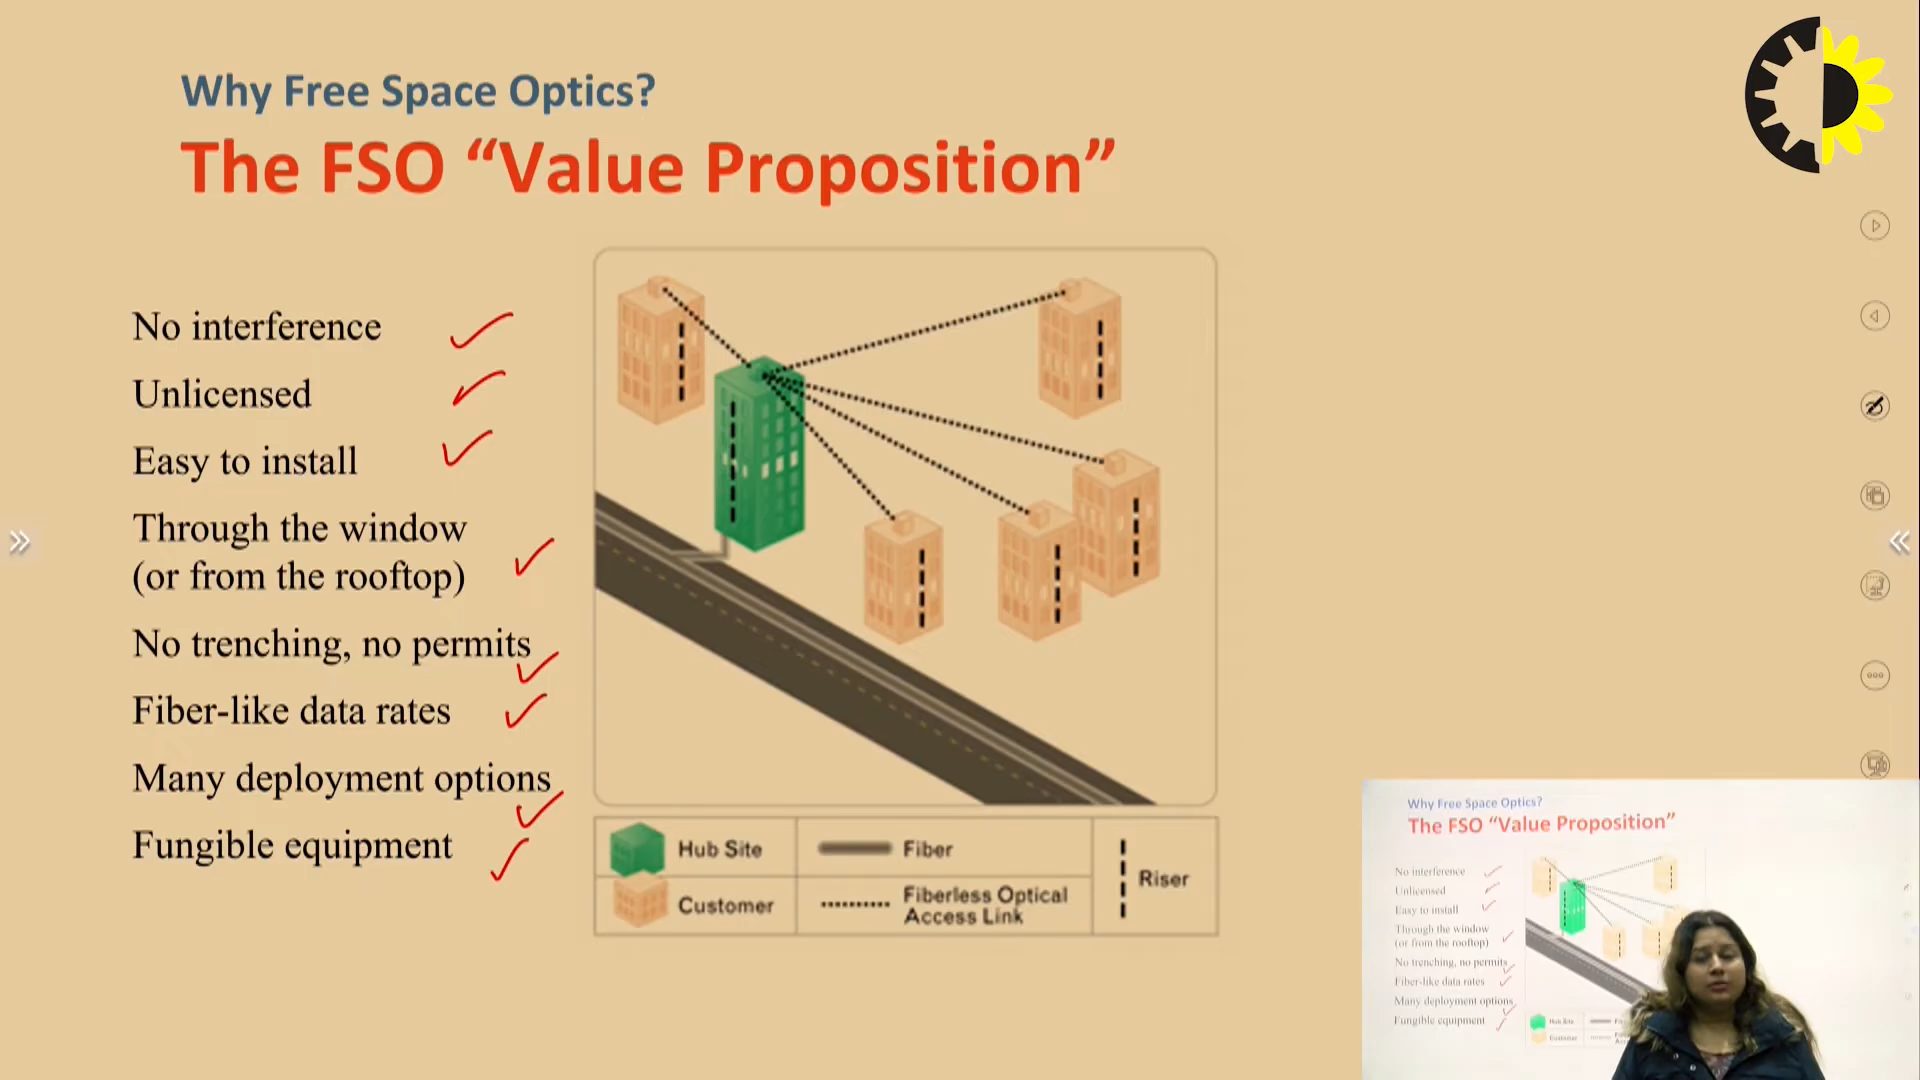 Why Free Space Optics?
The FSO “Value Proposition”
No interference
Unlicensed
Easy to install
Through the window
(or from the rooftop)
No trenching, no permits
Fiber-like data rates
Many deployment options
Fungible equipment
Hub Site
Fiber
Riser
Customer
Fiberless Optical
Access Link
Why Free Space Optics?
The FSO “Value Proposition”
No interference
Unlicensed
Easy to install
Through the window
(or from the rooftop)
No trenching, no permits
Fiber-like data rates
Many deployment options
Fungible equipment
Hub Site
Customer